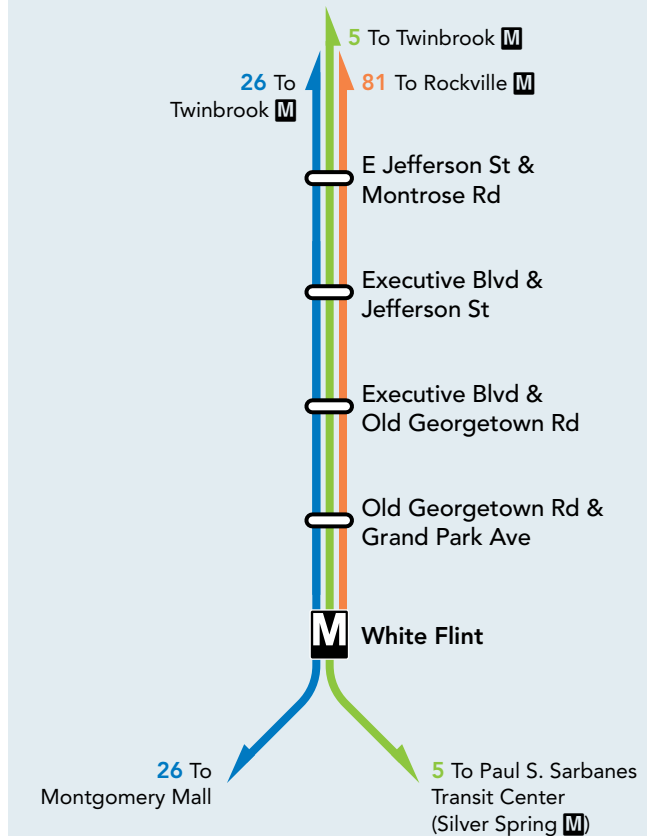 5 To Twinbrook M
26 To
Twinbrook M
81 To Rockville M
E Jefferson St &
Montrose Rd
Executive Blvd &
Jefferson St
Executive Blvd &
Old Georgetown Rd
Old Georgetown Rd &
Grand Park Ave
M White Flint
26 To
Montgomery Mall
5 To Paul S. Sarbanes
Transit Center
(Silver Spring M)